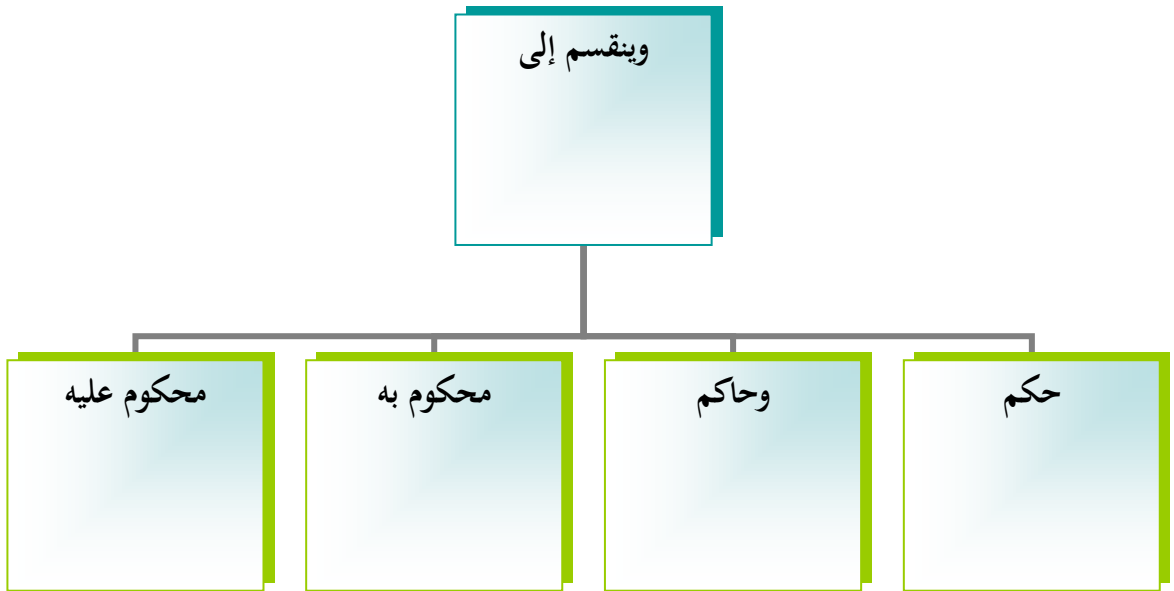 وينقسم إلى
حكم
وحاكم
محكوم به
محكوم عليه